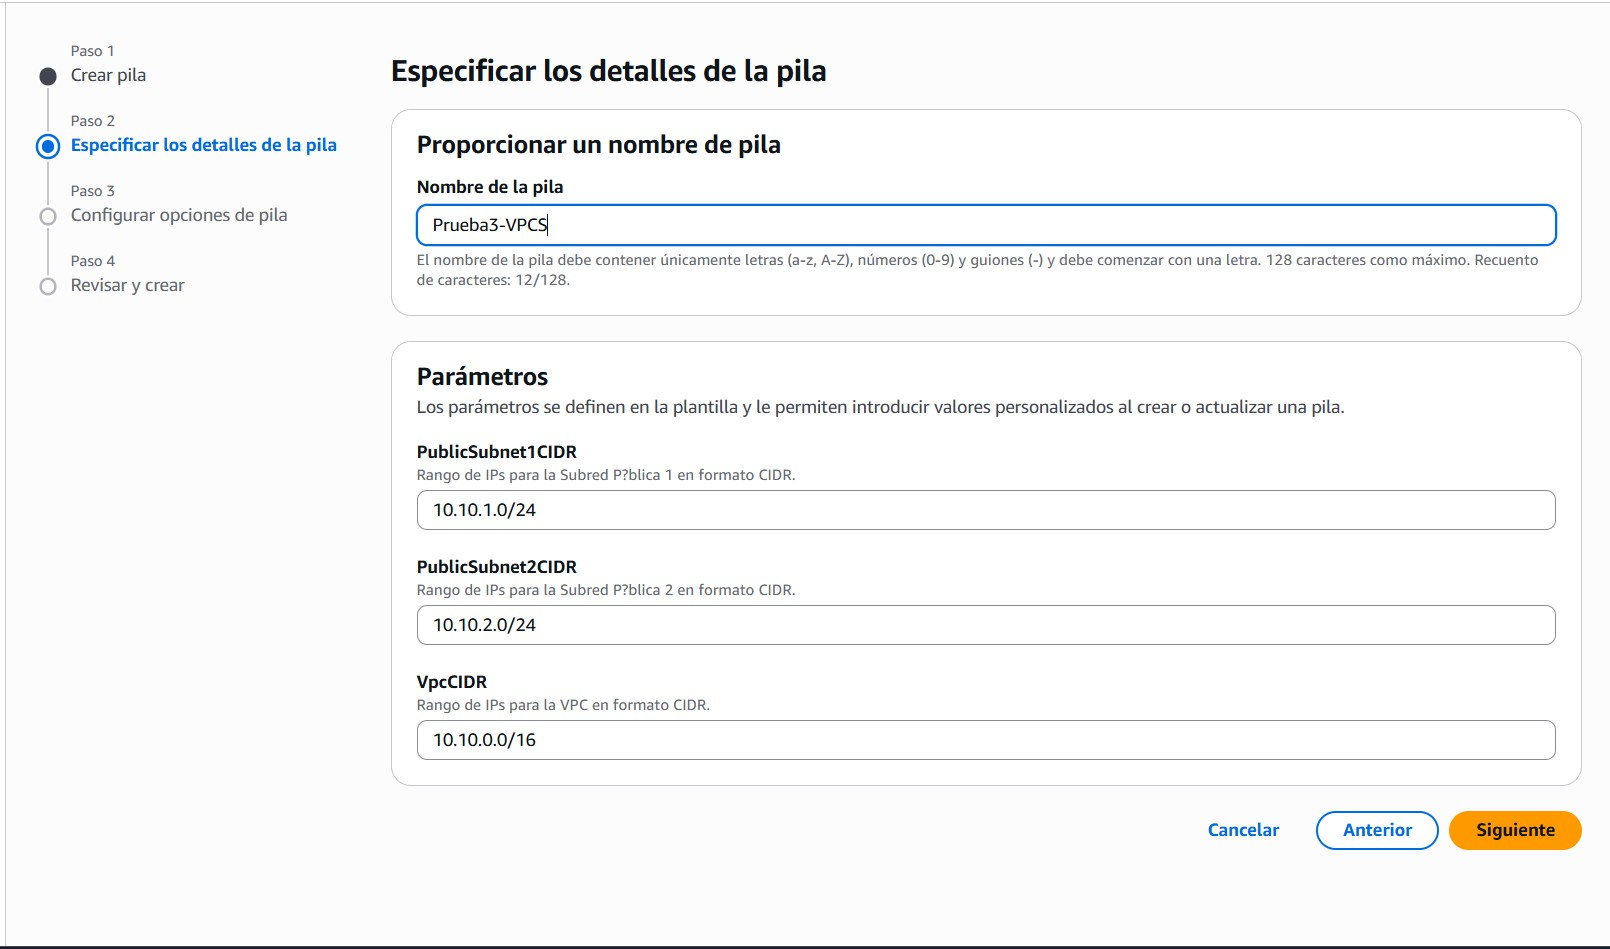 Paso 1
Crear pila
Paso 2
Especificar los detalles de la pila
Paso 3
Configurar opciones de pila
Paso 4
Revisar y crear
Especificar los detalles de la pila
Proporcionar un nombre de pila
Nombre de la pila
Prueba3-VPCS
El nombre de la pila debe contener únicamente letras (a-z, A-Z), números (0-9) y guiones (-) y debe comenzar con una letra. 128 caracteres como máximo. Recuento
de caracteres: 12/128.
Parámetros
Los parámetros se definen en la plantilla y le permiten introducir valores personalizados al crear o actualizar una pila.
PublicSubnet1CIDR
Rango de IPs para la Subred P?blica 1 en formato CIDR.
10.10.1.0/24
PublicSubnet2CIDR
Rango de IPs para la Subred P?blica 2 en formato CIDR.
10.10.2.0/24
VpcCIDR
Rango de IPs para la VPC en formato CIDR.
10.10.0.0/16
Cancelar
Anterior
Siguiente